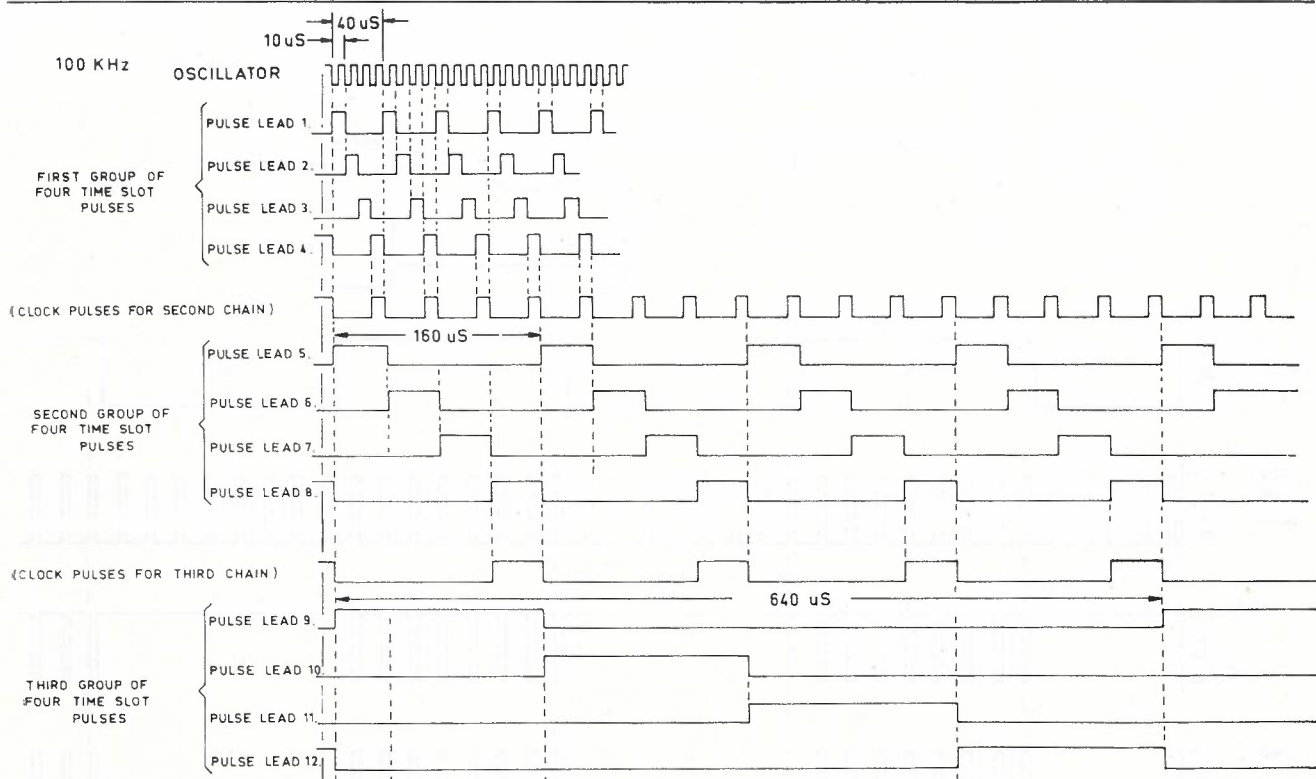 40 uS
10uS
100 KHz OSCILLATOR
PULSE LEAD 1.
PULSE LEAD 2.
FIRST GROUP OF
FOUR TIME SLOT
PULSES
PULSE LEAD 3.
PULSE LEAD 4.
(CLOCK PULSES FOR SECOND CHAIN)
160 uS
PULSE LEAD 5.
PULSE LEAD 6.
SECOND GROUP OF
FOUR TIME SLOT
PULSES
PULSE LEAD 7.
PULSE LEAD 8.
(CLOCK PULSES FOR THIRD CHAIN)
640 uS
PULSE LEAD 9.
PULSE LEAD 10.
THIRD GROUP OF
FOUR TIME SLOT
PULSES
PULSE LEAD 11.
PULSE LEAD 12.